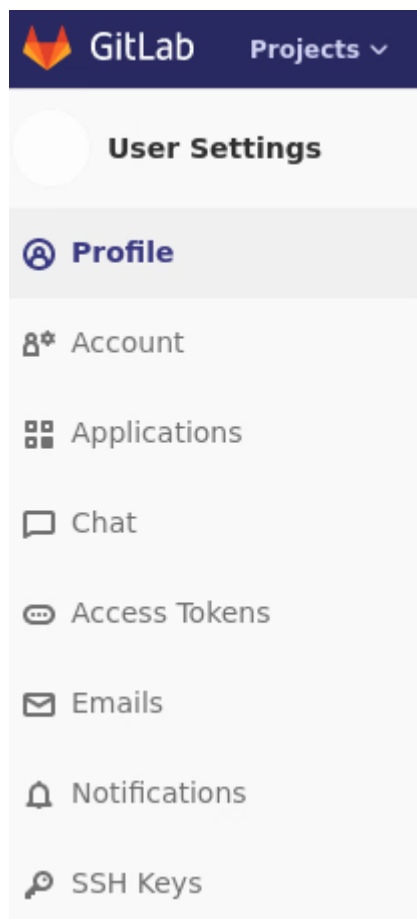 GitLab Projects
User Settings
Profile
Account
Applications
Chat
Access Tokens
Emails
Notifications
SSH Keys